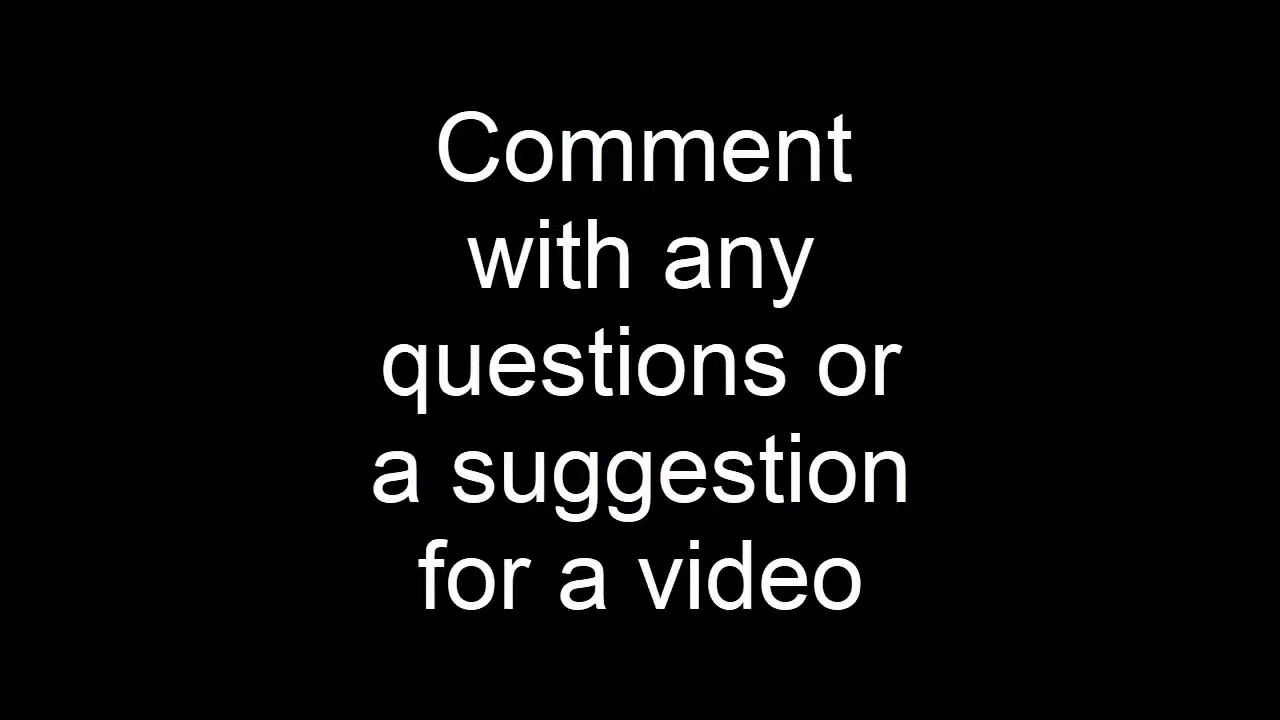 Comment
with any
questions or
a suggestion
for a video